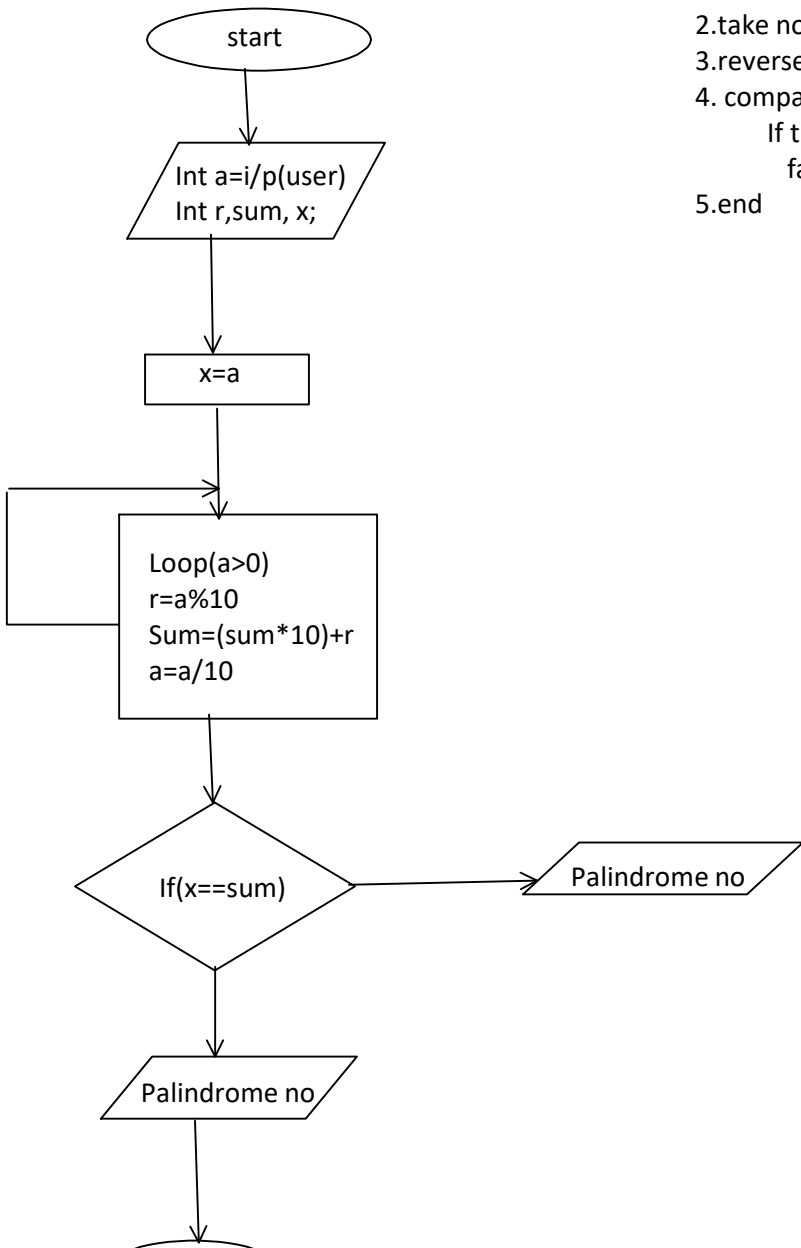 start
2.take no
3.reverse
4. compa
If t
fa
5.end
Int a=i/p(user)
Int r,sum, x;
x=a
Loop(a>0)
r=a%10
Sum=(sum*10)+r
a=a/10
If(x==sum)
Palindrome no
Palindrome no